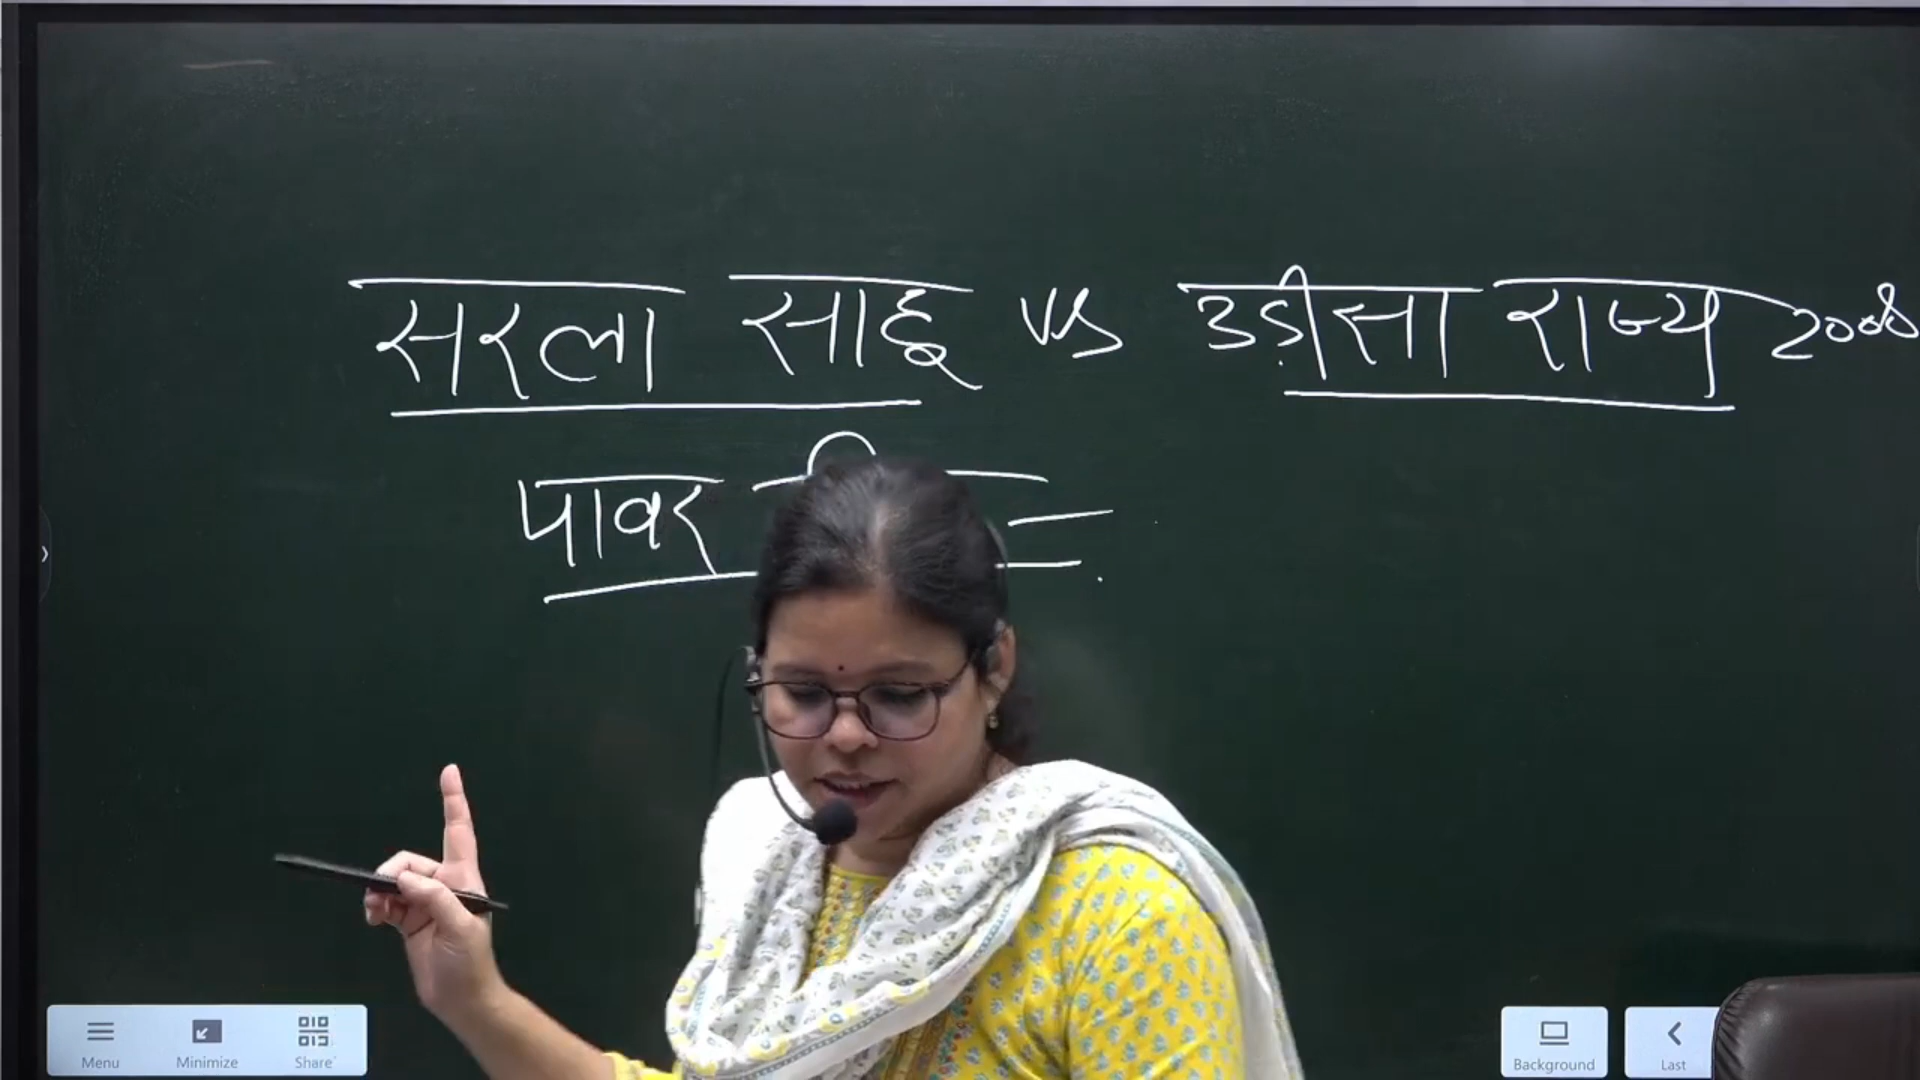 सरला साहू vs उड़ीसा राज्य 2008
पावर
Menu
Minimize
Share
Background
Last